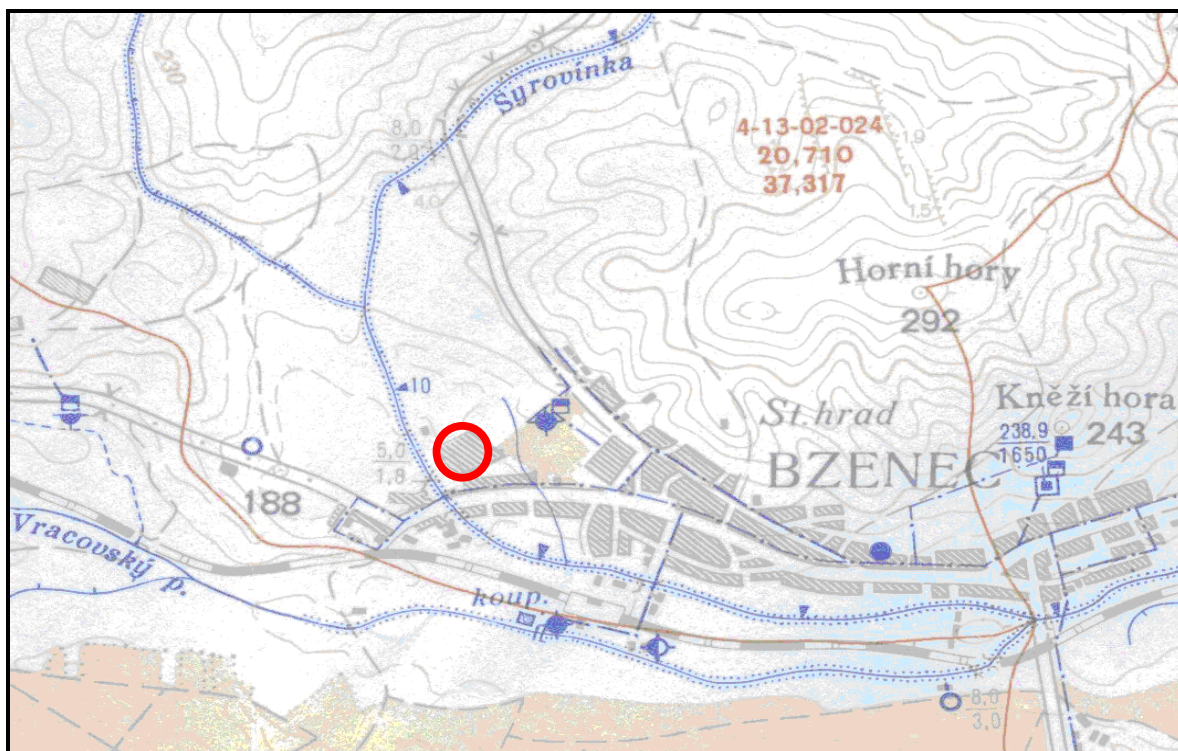 230
Syrovínka
8,0
2,0
4,0
4-13-02-024
20,710
37,317
1,9
1,5
Horní hory
292
10
Kněží hora
St. hrad
238,9
1650
243
5,0
1,8
BZENEC
188
Vracovský p.
koup.
8,0
3,0